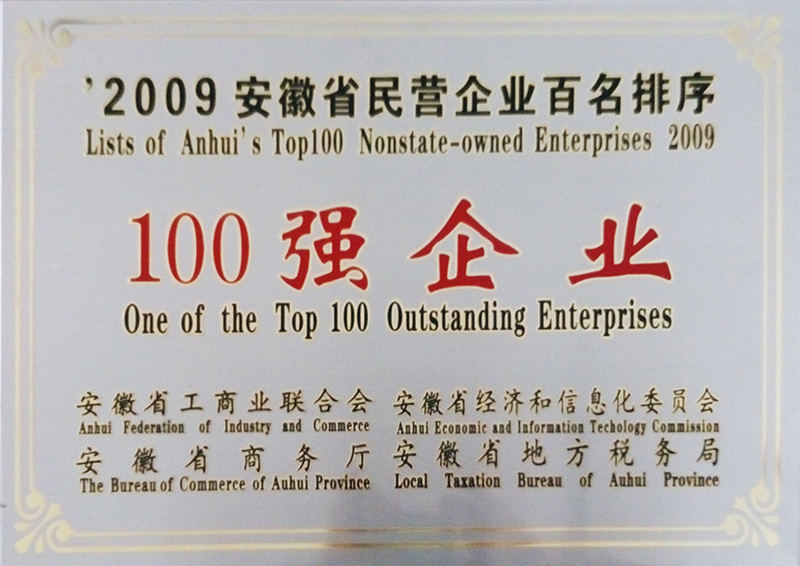 '2009安徽省民营企业百名排序
Lists of Anhui's Top100 Nonstate-owned Enterprises 2009
100强企业
One of the Top 100 Outstanding Enterprises
安徽省工商业联合会
Anhui Federation of Industry and Commerce
安徽省经济和信息化委员会
Anhui Economic and Information Techology Commission
安徽省商务厅
The Bureau of Commerce of Auhui Province
安徽省地方税务局
Local Taxation Bureau of Auhui Province